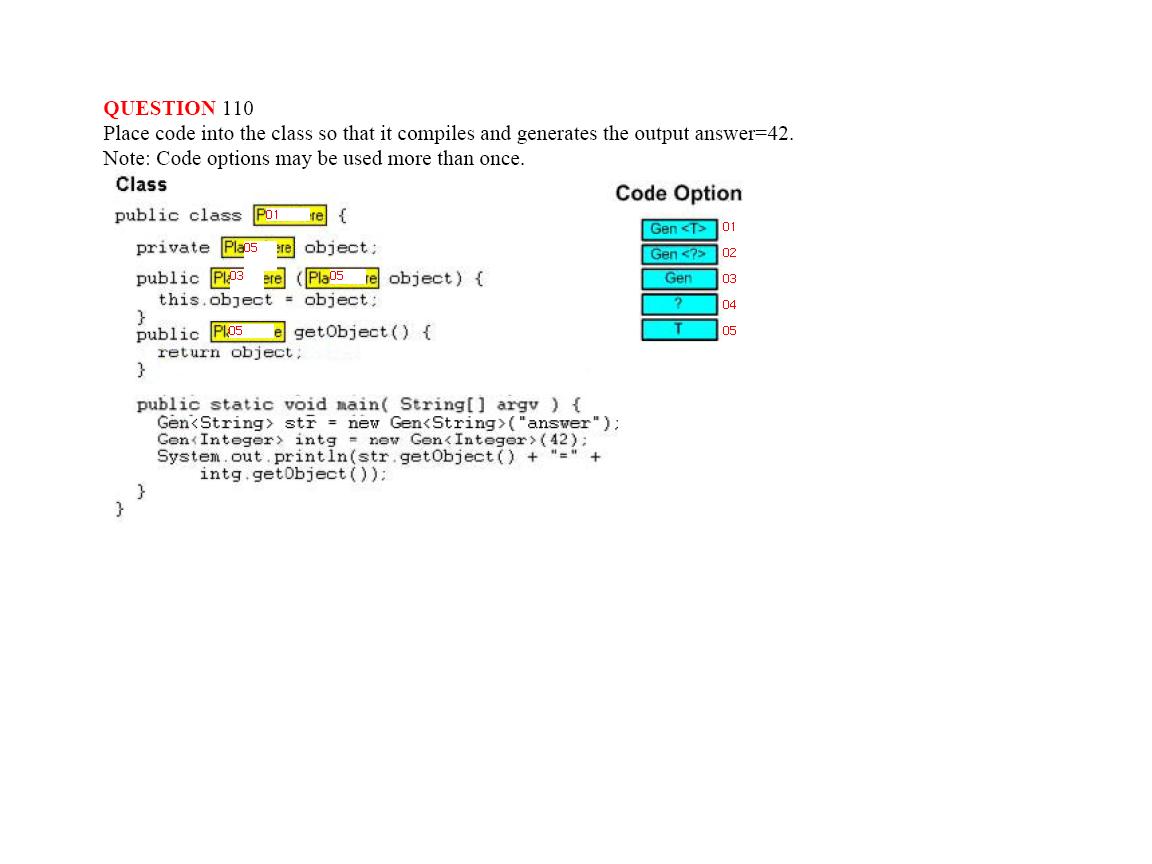 QUESTION 110
Place code into the class so that it compiles and generates the output answer=42.
Note: Code options may be used more than once.
Class
public class P01 re {
private Pla05 ere object;
public Pl03 ere (Pla05 re object) {
this.object = object;
}
public Pl05 e getObject() {
return object;
}
public static void main( String[] argv ) {
Gen<String> str = new Gen<String>("answer");
Gen<Integer> intg = new Gen<Integer>(42);
System.out.println(str.getObject() + "=" +
intg.getObject());
}
}
Code Option
Gen <T> 01
Gen <?> 02
Gen 03
? 04
T 05